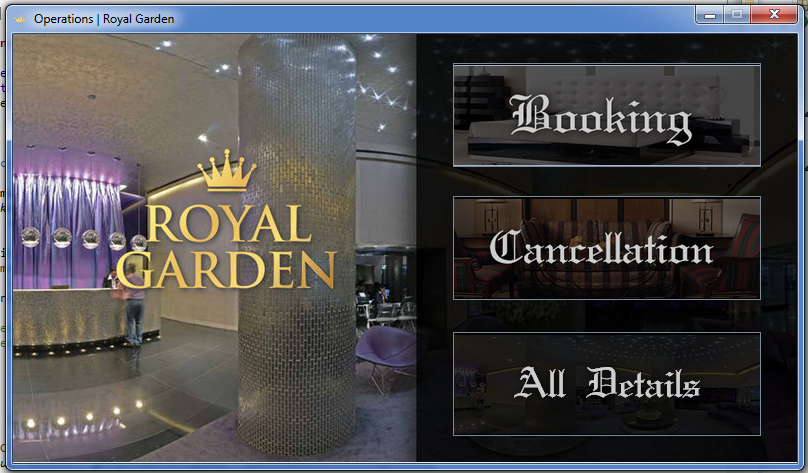 Operations | Royal Garden
ROYAL
GARDEN
Booking
Cancellation
All Details